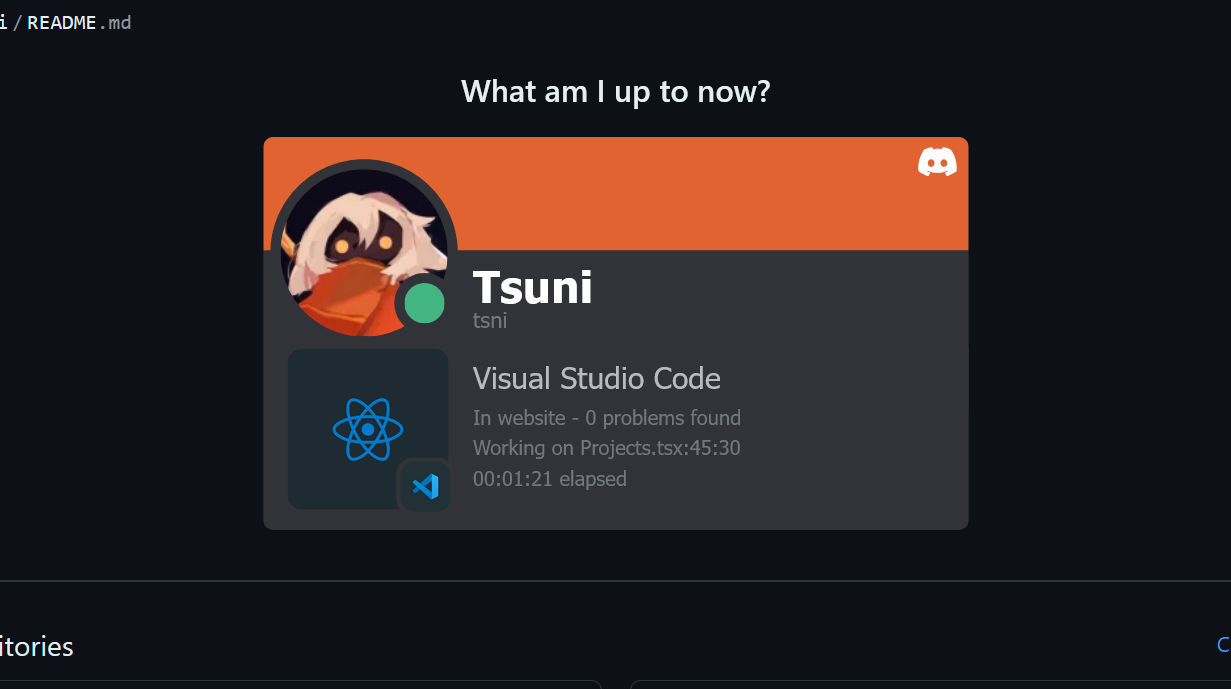 i / README.md
What am I up to now?
Tsuni
tsni
Visual Studio Code
In website - 0 problems found
Working on Projects.tsx:45:30
00:01:21 elapsed
itories
C